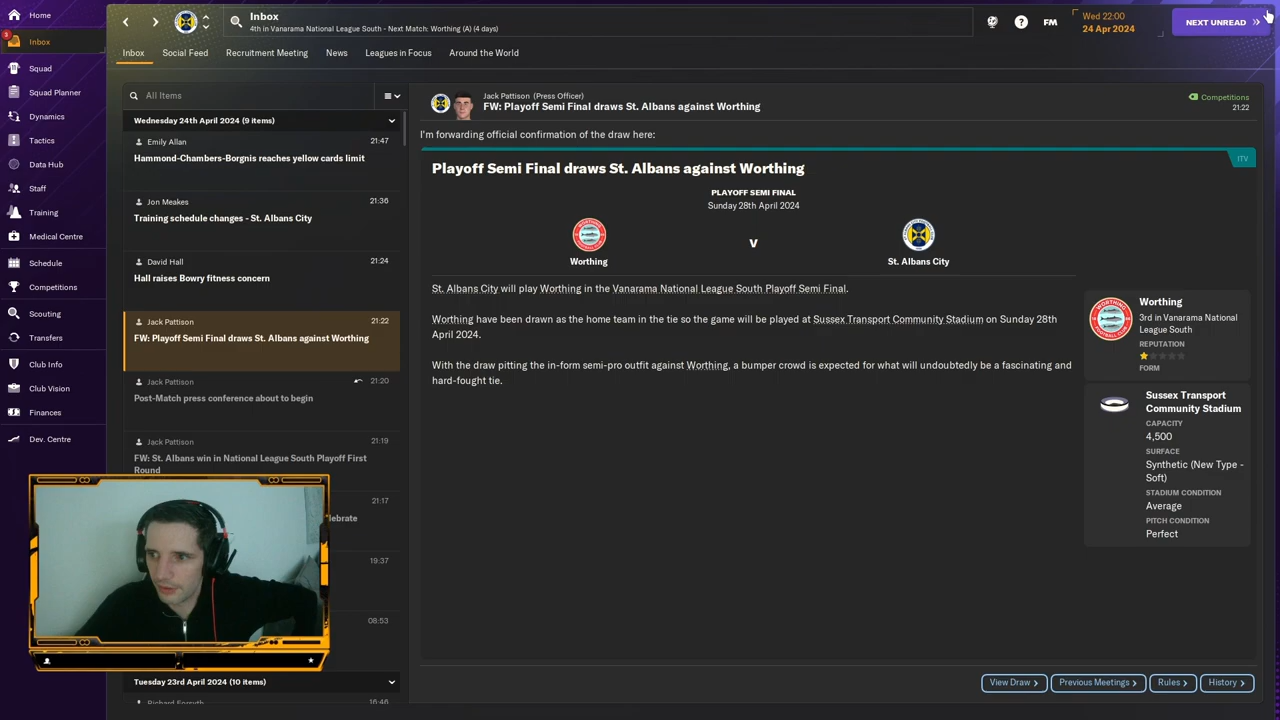 Home
Inbox
3
Squad
Squad Planner
Dynamics
Tactics
Data Hub
Staff
Training
Medical Centre
Schedule
Competitions
Scouting
Transfers
Club Info
Club Vision
Finances
Dev. Centre
Inbox
4th in Vanarama National League South - Next Match: Worthing (A) (4 days)
FM
Wed 22:00
24 Apr 2024
NEXT UNREAD
Inbox
Social Feed
Recruitment Meeting
News
Leagues in Focus
Around the World
All Items
Wednesday 24th April 2024 (9 items)
Emily Allan
21:47
Hammond-Chambers-Borgnis reaches yellow cards limit
Jon Meakes
21:36
Training schedule changes - St. Albans City
David Hall
21:24
Hall raises Bowry fitness concern
Jack Pattison
21:22
FW: Playoff Semi Final draws St. Albans against Worthing
Jack Pattison
21:20
Post-Match press conference about to begin
Jack Pattison
21:19
FW: St. Albans win in National League South Playoff First
Round
21:17
19:37
08:53
Tuesday 23rd April 2024 (10 items)
Richard Forsyth
16:46
Jack Pattison (Press Officer)
FW: Playoff Semi Final draws St. Albans against Worthing
Competitions
21:22
I'm forwarding official confirmation of the draw here:
Playoff Semi Final draws St. Albans against Worthing
ITV
PLAYOFF SEMI FINAL
Sunday 28th April 2024
V
Worthing
St. Albans City
St. Albans City will play Worthing in the Vanarama National League South Playoff Semi Final.
Worthing have been drawn as the home team in the tie so the game will be played at Sussex Transport Community Stadium on Sunday 28th
April 2024.
With the draw pitting the in-form semi-pro outfit against Worthing, a bumper crowd is expected for what will undoubtedly be a fascinating and
hard-fought tie.
Worthing
3rd in Vanarama National
League South
REPUTATION
FORM
Sussex Transport
Community Stadium
CAPACITY
4,500
SURFACE
Synthetic (New Type -
Soft)
STADIUM CONDITION
Average
PITCH CONDITION
Perfect
View Draw
Previous Meetings
Rules
History